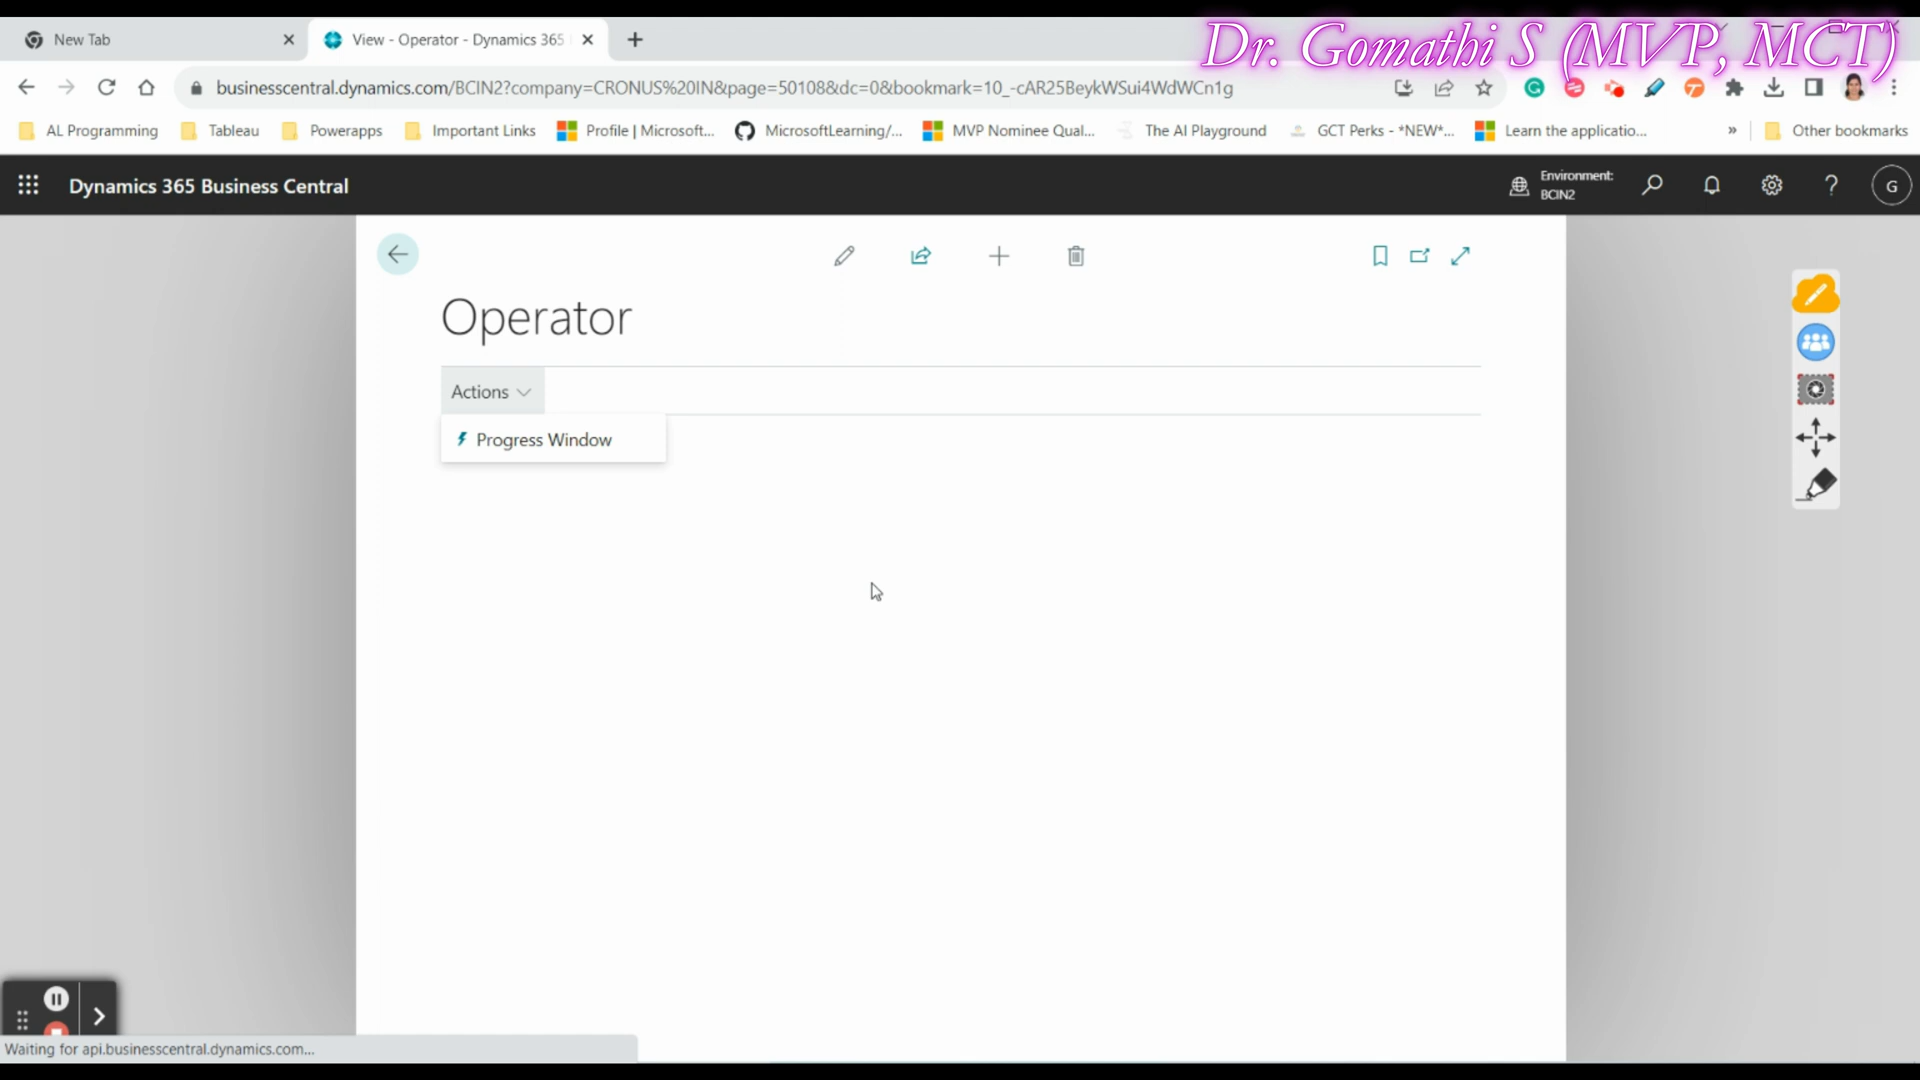 Dr. Gomathi S (MVP, MCT)
New Tab
View - Operator - Dynamics 365
businesscentral.dynamics.com/BCIN2?company=CRONUS%20IN&page=50108&dc=0&bookmark=10_-cAR25BeykWSui4WdWCn1g
AL Programming Tableau Powerapps Important Links Profile | Microsoft... MicrosoftLearning/... MVP Nominee Qual... The AI Playground GCT Perks - *NEW*... Learn the applicatio... » Other bookmarks
Dynamics 365 Business Central
Environment:
BCIN2
G
Operator
Actions
Progress Window
Waiting for api.businesscentral.dynamics.com...